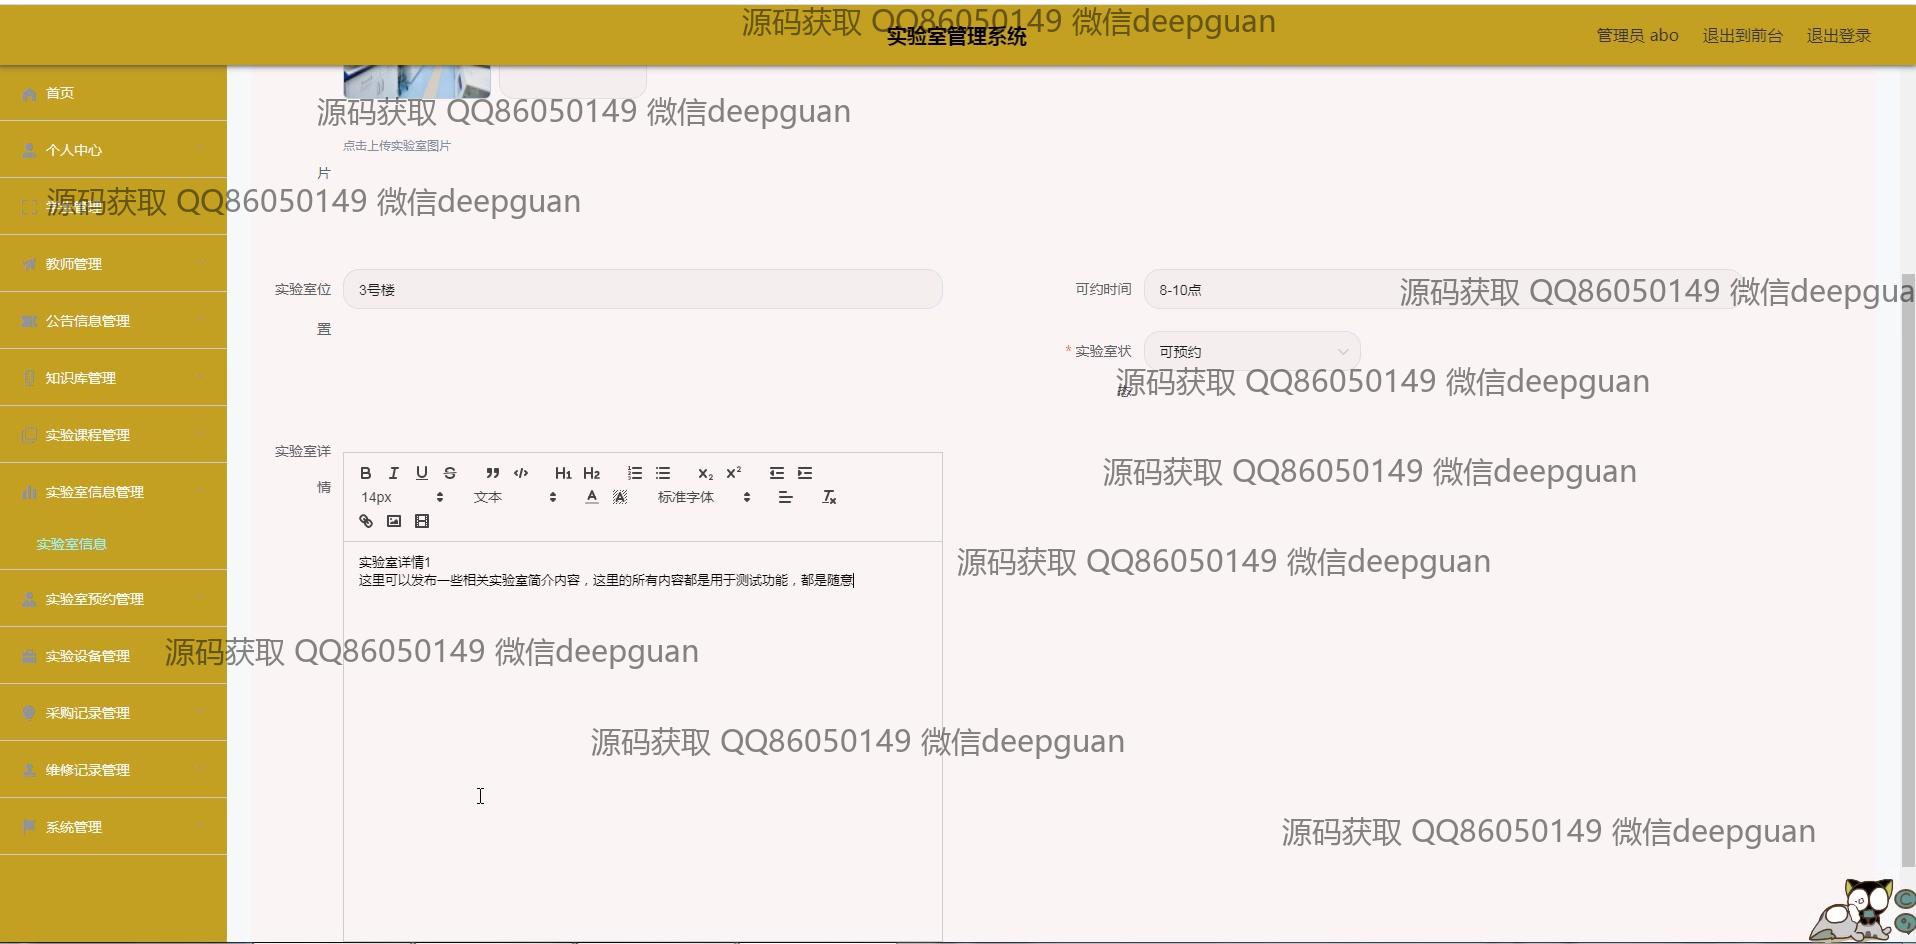 源码获取 QQ86050149 微信deepguan
实验室管理系统
管理员 abo
退出到前台
退出登录
首页
个人中心
源码获取 QQ86050149 微信deepguan
点击上传实验室图片
片
源码获取 QQ86050149 微信deepguan
教师管理
公告信息管理
知识库管理
实验课程管理
实验室信息管理
实验室信息
实验室预约管理
实验设备管理
采购记录管理
维修记录管理
系统管理
实验室位
置
3号楼
可约时间
8-10点
源码获取 QQ86050149 微信deepgua
* 实验室状
可预约
源码获取 QQ86050149 微信deepguan
实验室详
情
源码获取 QQ86050149 微信deepguan
B I U S H1 H2 X2 X2
14px
文本
标准字体
实验室详情1
这里可以发布一些相关实验室简介内容，这里的所有内容都是用于测试功能，都是随意
源码获取 QQ86050149 微信deepguan
源码获取 QQ86050149 微信deepguan
源码获取 QQ86050149 微信deepguan
源码获取 QQ86050149 微信deepguan